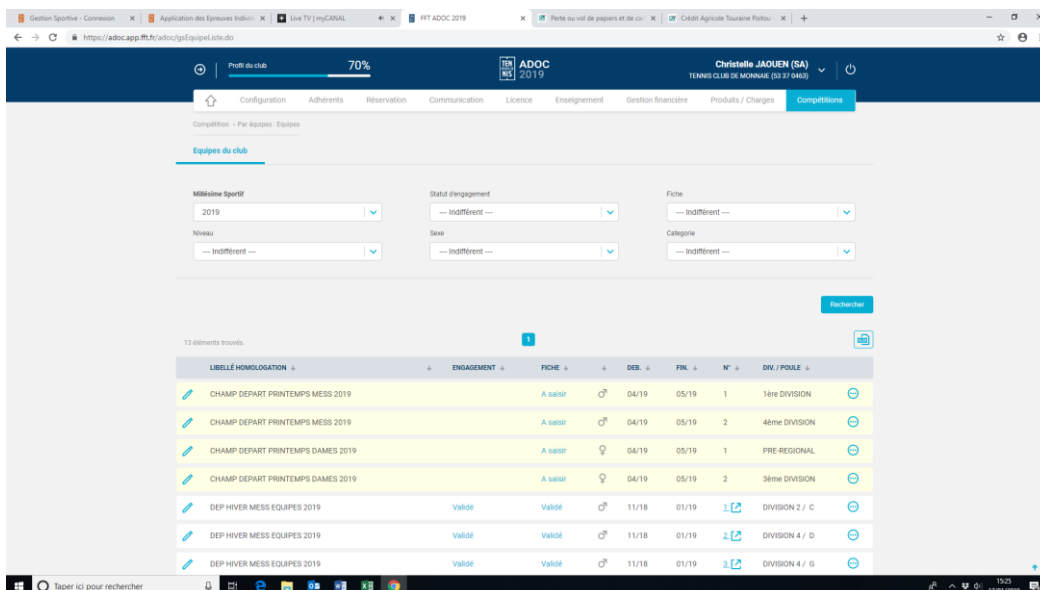 Gestion Sportive - Connexion Application des Epreuves Individ Live TV | myCANAL FFT ADOC 2019 Perte ou vol de papiers et de cart Crédit Agricole Touraine Poitou -
https://adoc.app.fft.fr/adoc/gsEquipeListe.do
Profil du club 70% TEN NIS ADOC 2019 Christelle JAOUEN (SA)
TENNIS CLUB DE MONNAIE (53 37 0463)
Configuration Adhérents Réservation Communication Licence Enseignement Gestion financière Produits / Charges Compétitions
Compétition > Par équipes : Equipes
Equipes du club
Millésime Sportif Statut d'engagement Fiche
2019 --- Indifférent --- --- Indifférent ---
Niveau Sexe Categorie
--- Indifférent --- --- Indifférent --- --- Indifférent ---
Rechercher
13 éléments trouvés. 1
LIBELLÉ HOMOLOGATION ENGAGEMENT FICHE DEB. FIN. N° DIV. / POULE
CHAMP DEPART PRINTEMPS MESS 2019 A saisir 04/19 05/19 1 1ère DIVISION
CHAMP DEPART PRINTEMPS MESS 2019 A saisir 04/19 05/19 2 4ème DIVISION
CHAMP DEPART PRINTEMPS DAMES 2019 A saisir 04/19 05/19 1 PRE-REGIONAL
CHAMP DEPART PRINTEMPS DAMES 2019 A saisir 04/19 05/19 2 3ème DIVISION
DEP HIVER MESS EQUIPES 2019 Validé Validé 11/18 01/19 1 DIVISION 2 / C
DEP HIVER MESS EQUIPES 2019 Validé Validé 11/18 01/19 2 DIVISION 4 / D
DEP HIVER MESS EQUIPES 2019 Validé Validé 11/18 01/19 3 DIVISION 4 / G
Taper ici pour rechercher 15:25